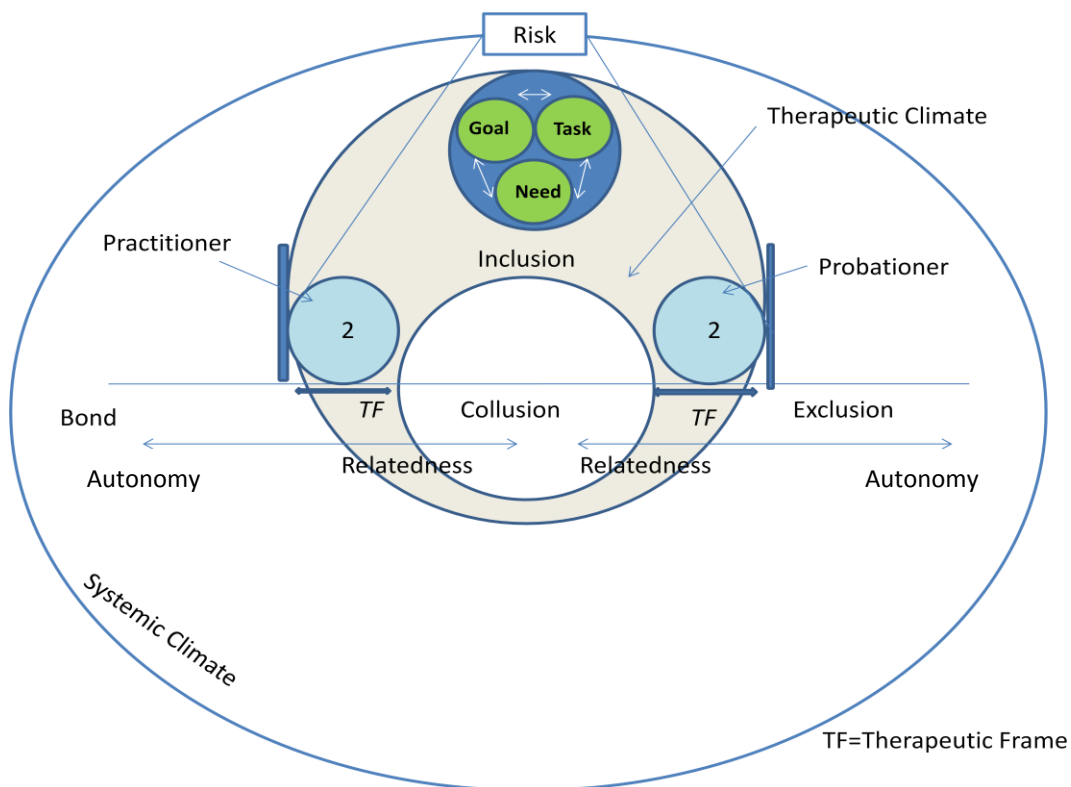 Risk
Goal
Task
Need
Therapeutic Climate
Practitioner
Inclusion
Probationer
2
2
Bond
TF
Collusion
TF
Exclusion
Autonomy
Relatedness
Relatedness
Autonomy
Systemic Climate
TF=Therapeutic Frame